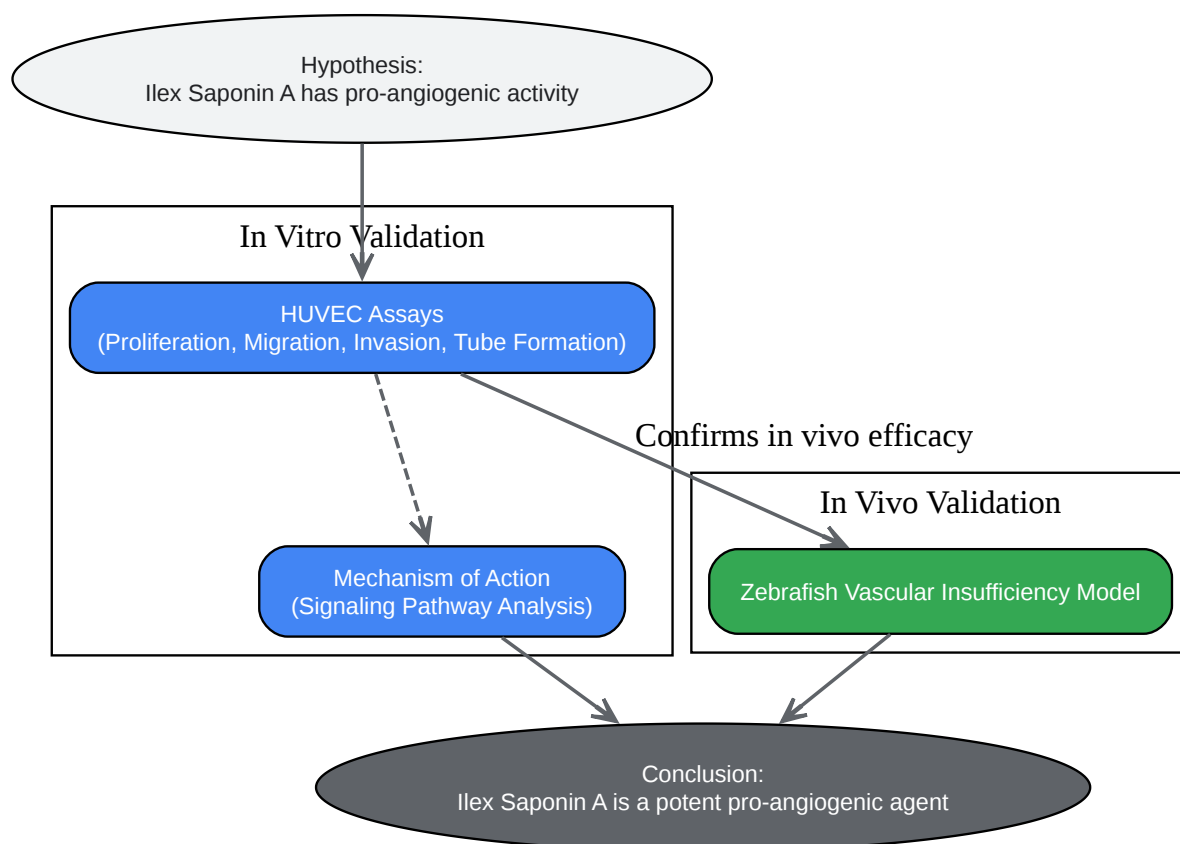 Hypothesis:
Ilex Saponin A has pro-angiogenic activity
In Vitro Validation
HUVEC Assays
(Proliferation, Migration, Invasion, Tube Formation)
Confirms in vivo efficacy
In Vivo Validation
Mechanism of Action
(Signaling Pathway Analysis)
Zebrafish Vascular Insufficiency Model
Conclusion:
Ilex Saponin A is a potent pro-angiogenic agent